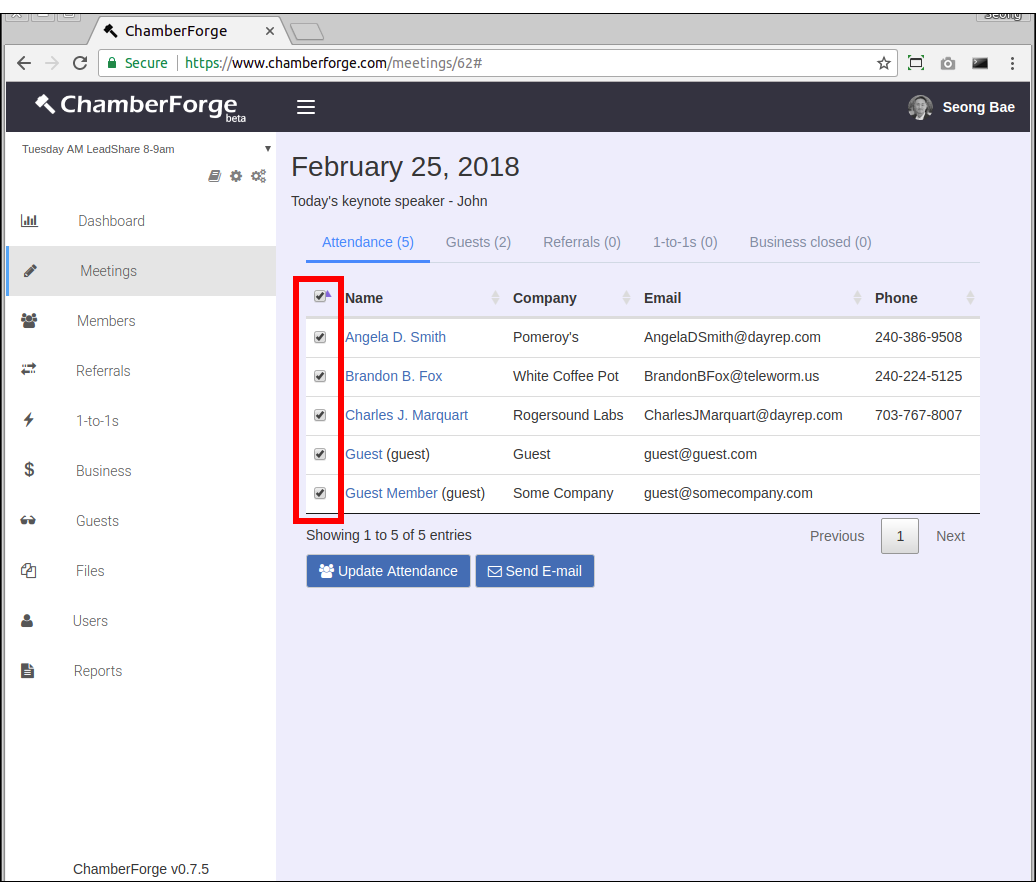 Seong
ChamberForge
Secure https://www.chamberforge.com/meetings/62#
ChamberForge beta
Seong Bae
Tuesday AM LeadShare 8-9am
Dashboard
Meetings
Members
Referrals
1-to-1s
Business
Guests
Files
Users
Reports
ChamberForge v0.7.5
February 25, 2018
Today's keynote speaker - John
Attendance (5) Guests (2) Referrals (0) 1-to-1s (0) Business closed (0)
Name Company Email Phone
Angela D. Smith Pomeroy's AngelaDSmith@dayrep.com 240-386-9508
Brandon B. Fox White Coffee Pot BrandonBFox@teleworm.us 240-224-5125
Charles J. Marquart Rogersound Labs CharlesJMarquart@dayrep.com 703-767-8007
Guest (guest) Guest guest@guest.com
Guest Member (guest) Some Company guest@somecompany.com
Showing 1 to 5 of 5 entries
Previous 1 Next
Update Attendance Send E-mail